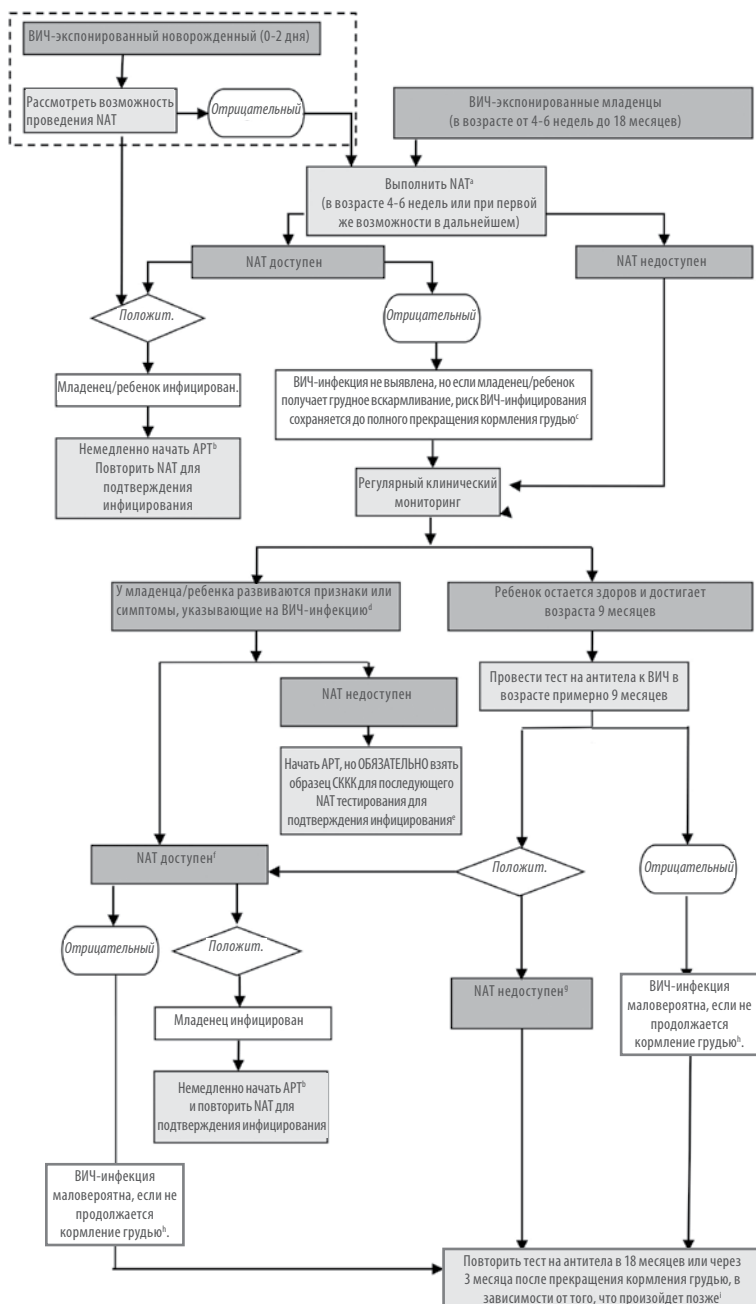 ВИЧ-экспонированный новорожденный (0-2 дня)
Рассмотреть возможность
проведения NAT
Отрицательный
ВИЧ-экспонированные младенцы
(в возрасте от 4-6 недель до 18 месяцев)
Выполнить NATᵃ
(в возрасте 4-6 недель или при первой
же возможности в дальнейшем)
NAT доступен
NAT недоступен
Положит.
Отрицательный
Младенец/ребенок инфицирован.
ВИЧ-инфекция не выявлена, но если младенец/ребенок
получает грудное вскармливание, риск ВИЧ-инфицирования
сохраняется до полного прекращения кормления грудьюᶜ
Немедленно начать АРТᵇ
Повторить NAT для
подтверждения
инфицирования
Регулярный клинический
мониторинг
У младенца/ребенка развиваются признаки или
симптомы, указывающие на ВИЧ-инфекциюᵈ
Ребенок остается здоров и достигает
возраста 9 месяцев
NAT недоступен
Провести тест на антитела к ВИЧ в
возрасте примерно 9 месяцев
Начать АРТ, но ОБЯЗАТЕЛЬНО взять
образец СККК для последующего
NAT тестирования для
подтверждения инфицированияᵉ
NAT доступенᶠ
Положит.
Отрицательный
Отрицательный
Положит.
NAT недоступенᵍ
ВИЧ-инфекция
маловероятна, если не
продолжается
кормление грудьюʰ.
Младенец инфицирован
Немедленно начать АРТᵇ
и повторить NAT для
подтверждения инфицирования
ВИЧ-инфекция
маловероятна, если не
продолжается
кормление грудьюʰ.
Повторить тест на антитела в 18 месяцев или через
3 месяца после прекращения кормления грудью, в
зависимости от того, что произойдет позжеⁱ